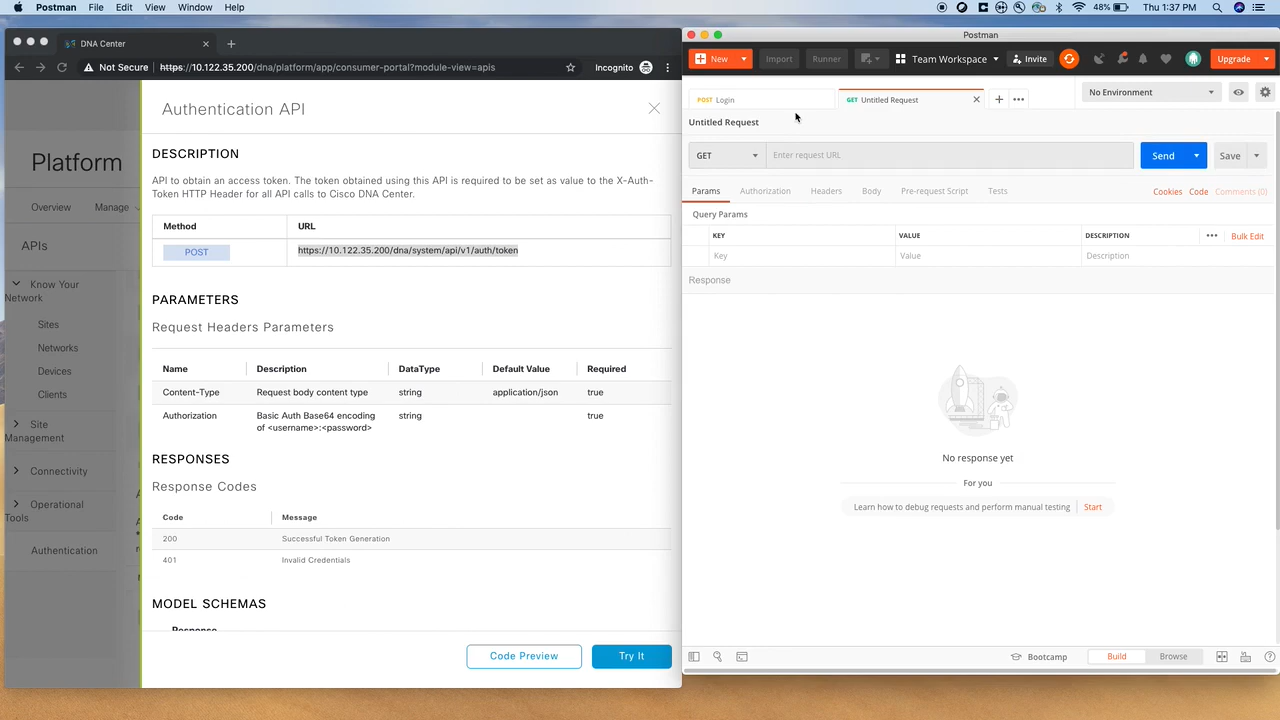 Postman File Edit View Window Help
48% Thu 1:37 PM
DNA Center
Not Secure https://10.122.35.200/dna/platform/app/consumer-portal?module-view=apis Incognito
Platform
Overview Manage
APIs
Know Your
Network
Sites
Networks
Devices
Clients
Site
Management
Connectivity
Operational
Tools
Authentication
Authentication API
DESCRIPTION
API to obtain an access token. The token obtained using this API is required to be set as value to the X-Auth-
Token HTTP Header for all API calls to Cisco DNA Center.
Method URL
POST https://10.122.35.200/dna/system/api/v1/auth/token
PARAMETERS
Request Headers Parameters
Name Description DataType Default Value Required
Content-Type Request body content type string application/json true
Authorization Basic Auth Base64 encoding string true
of <username>:<password>
RESPONSES
Response Codes
Code Message
200 Successful Token Generation
401 Invalid Credentials
MODEL SCHEMAS
Response
Code Preview Try It
Postman
New Import Runner Team Workspace Invite Upgrade
POST Login GET Untitled Request No Environment
Untitled Request
GET Enter request URL Send Save
Params Authorization Headers Body Pre-request Script Tests Cookies Code Comments (0)
Query Params
KEY VALUE DESCRIPTION Bulk Edit
Key Value Description
Response
No response yet
For you
Learn how to debug requests and perform manual testing Start
Bootcamp Build Browse